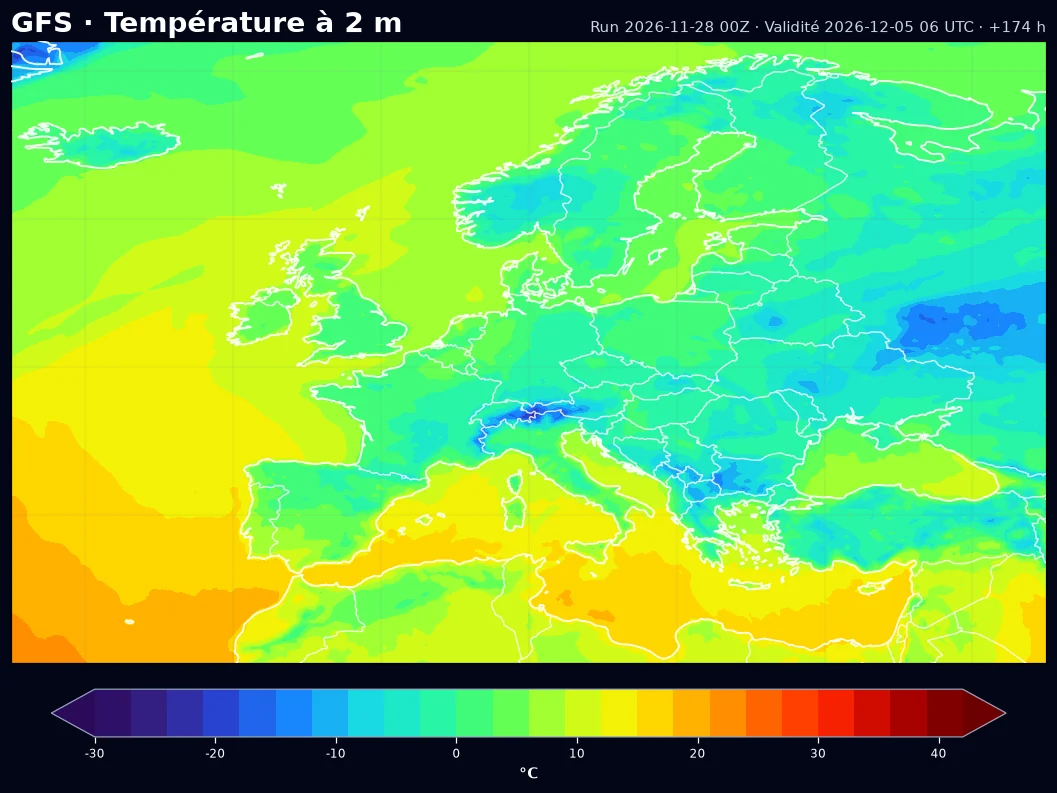 GFS · Température à 2 m
Run 2026-11-28 00Z · Validité 2026-12-05 06 UTC · +174 h
-30 -20 -10 0 10 20 30 40
°C